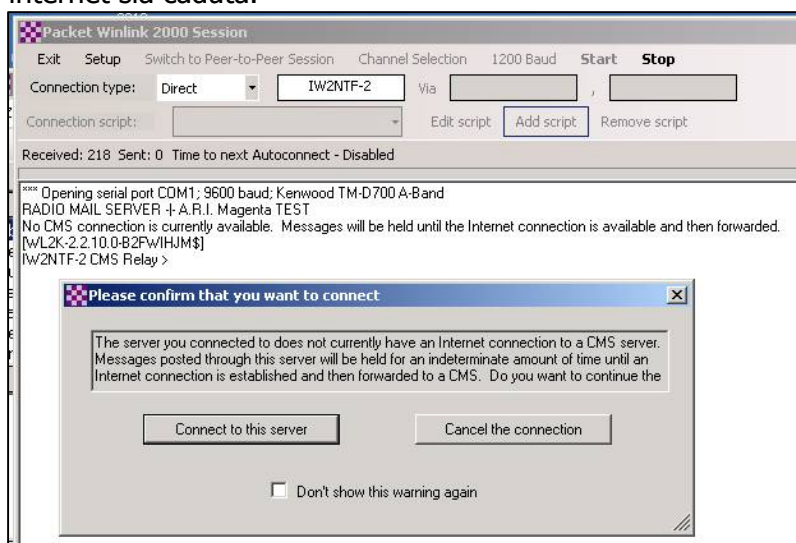 internet sia caduta.
Packet Winlink 2000 Session
Exit Setup Switch to Peer-to-Peer Session Channel Selection 1200 Baud Start Stop
Connection type: Direct IW2NTF-2 Via ,
Connection script: Edit script Add script Remove script
Received: 218 Sent: 0 Time to next Autoconnect - Disabled
*** Opening serial port COM1; 9600 baud; Kenwood TM-D700 A-Band
RADIO MAIL SERVER -|- A.R.I. Magenta TEST
No CMS connection is currently available. Messages will be held until the Internet connection is available and then forwarded.
[WL2K-2.2.10.0-B2FWIHJM$]
IW2NTF-2 CMS Relay >
Please confirm that you want to connect
The server you connected to does not currently have an Internet connection to a CMS server.
Messages posted through this server will be held for an indeterminate amount of time until an
Internet connection is established and then forwarded to a CMS. Do you want to continue the
Connect to this server Cancel the connection
Don't show this warning again